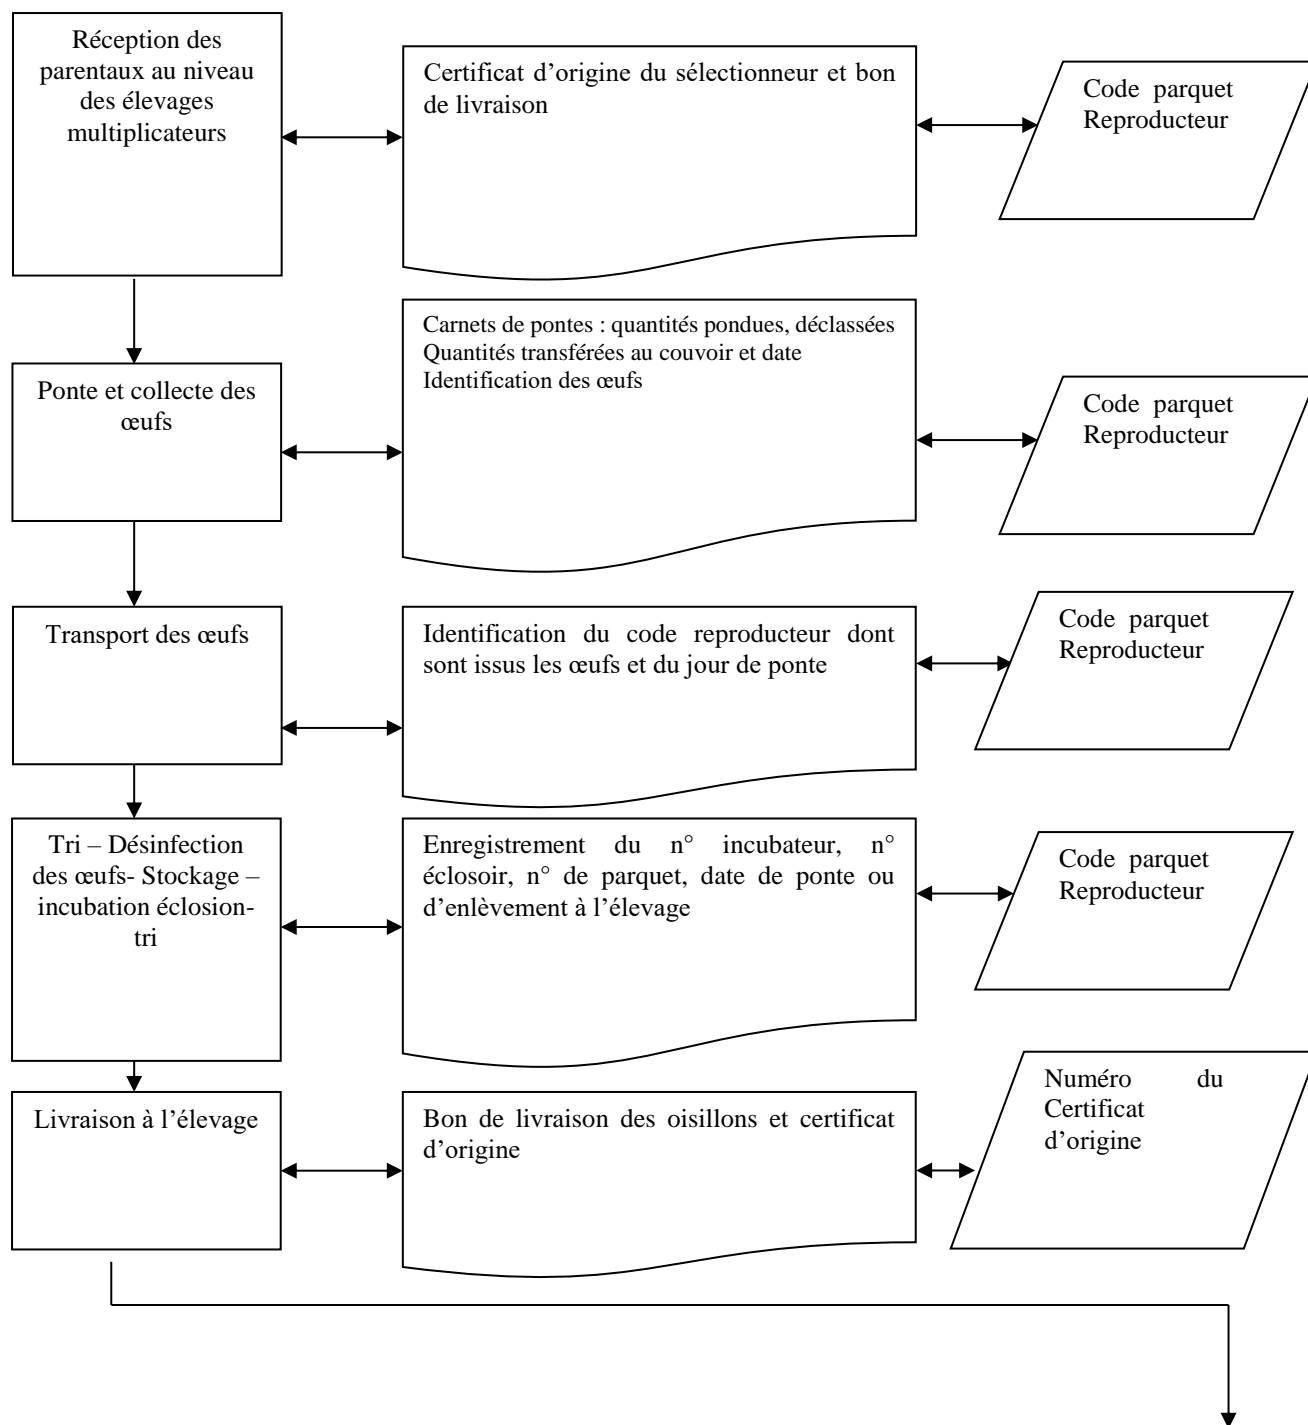 Réception des
parentaux au niveau
des élevages
multiplicateurs
Certificat d’origine du sélectionneur et bon
de livraison
Code parquet
Reproducteur
Ponte et collecte des
œufs
Carnets de pontes : quantités pondues, déclassées
Quantités transférées au couvoir et date
Identification des œufs
Code parquet
Reproducteur
Transport des œufs
Identification du code reproducteur dont
sont issus les œufs et du jour de ponte
Code parquet
Reproducteur
Tri – Désinfection
des œufs- Stockage –
incubation éclosion-
tri
Enregistrement du n° incubateur, n°
éclosoir, n° de parquet, date de ponte ou
d’enlèvement à l’élevage
Code parquet
Reproducteur
Livraison à l’élevage
Bon de livraison des oisillons et certificat
d’origine
Numéro du
Certificat
d’origine